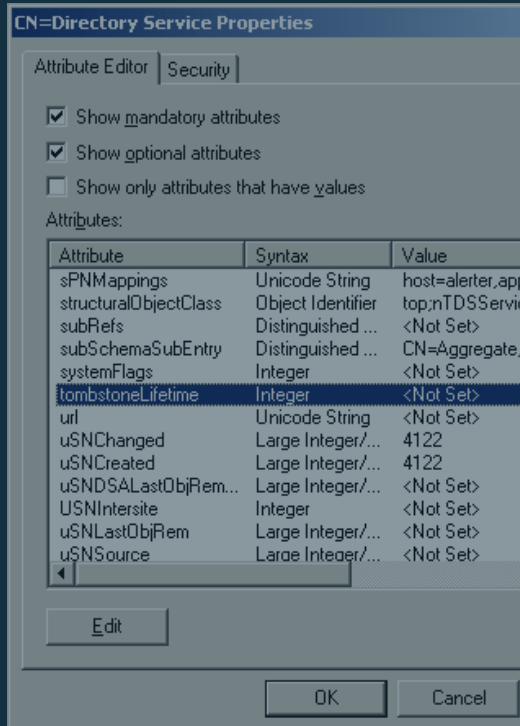 CN=Directory Service Properties
Attribute Editor Security
Show mandatory attributes
Show optional attributes
Show only attributes that have values
Attributes:
Attribute Syntax Value
sPNMappings Unicode String host=alerter,app
structuralObjectClass Object Identifier top;nTDSServic
subRefs Distinguished ... <Not Set>
subSchemaSubEntry Distinguished ... CN=Aggregate,
systemFlags Integer <Not Set>
tombstoneLifetime Integer <Not Set>
url Unicode String <Not Set>
uSNChanged Large Integer/... 4122
uSNCreated Large Integer/... 4122
uSNDSALastObjRem... Large Integer/... <Not Set>
USNIntersite Integer <Not Set>
uSNLastObjRem Large Integer/... <Not Set>
uSNSource Large Integer/... <Not Set>
Edit
OK Cancel